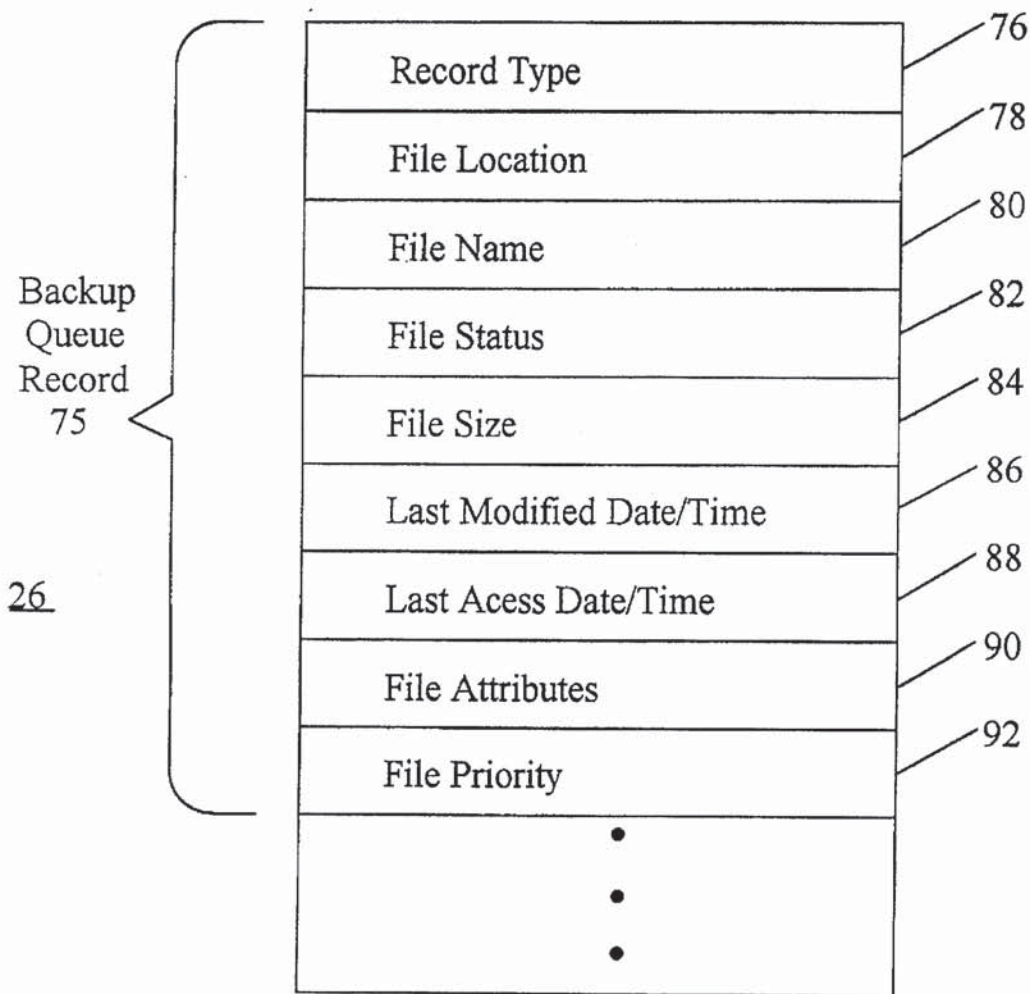 76
Record Type
78
File Location
80
File Name
82
File Status
Backup
Queue
Record
75
84
File Size
86
Last Modified Date/Time
88
Last Acess Date/Time
26
90
File Attributes
92
File Priority